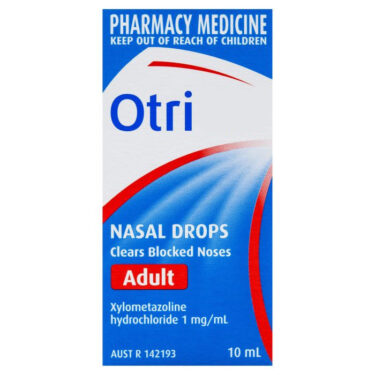 PHARMACY MEDICINE
KEEP OUT OF REACH OF CHILDREN
Otri
NASAL DROPS
Clears Blocked Noses
Adult
Xylometazoline
hydrochloride 1 mg/mL
AUST R 142193 10 mL